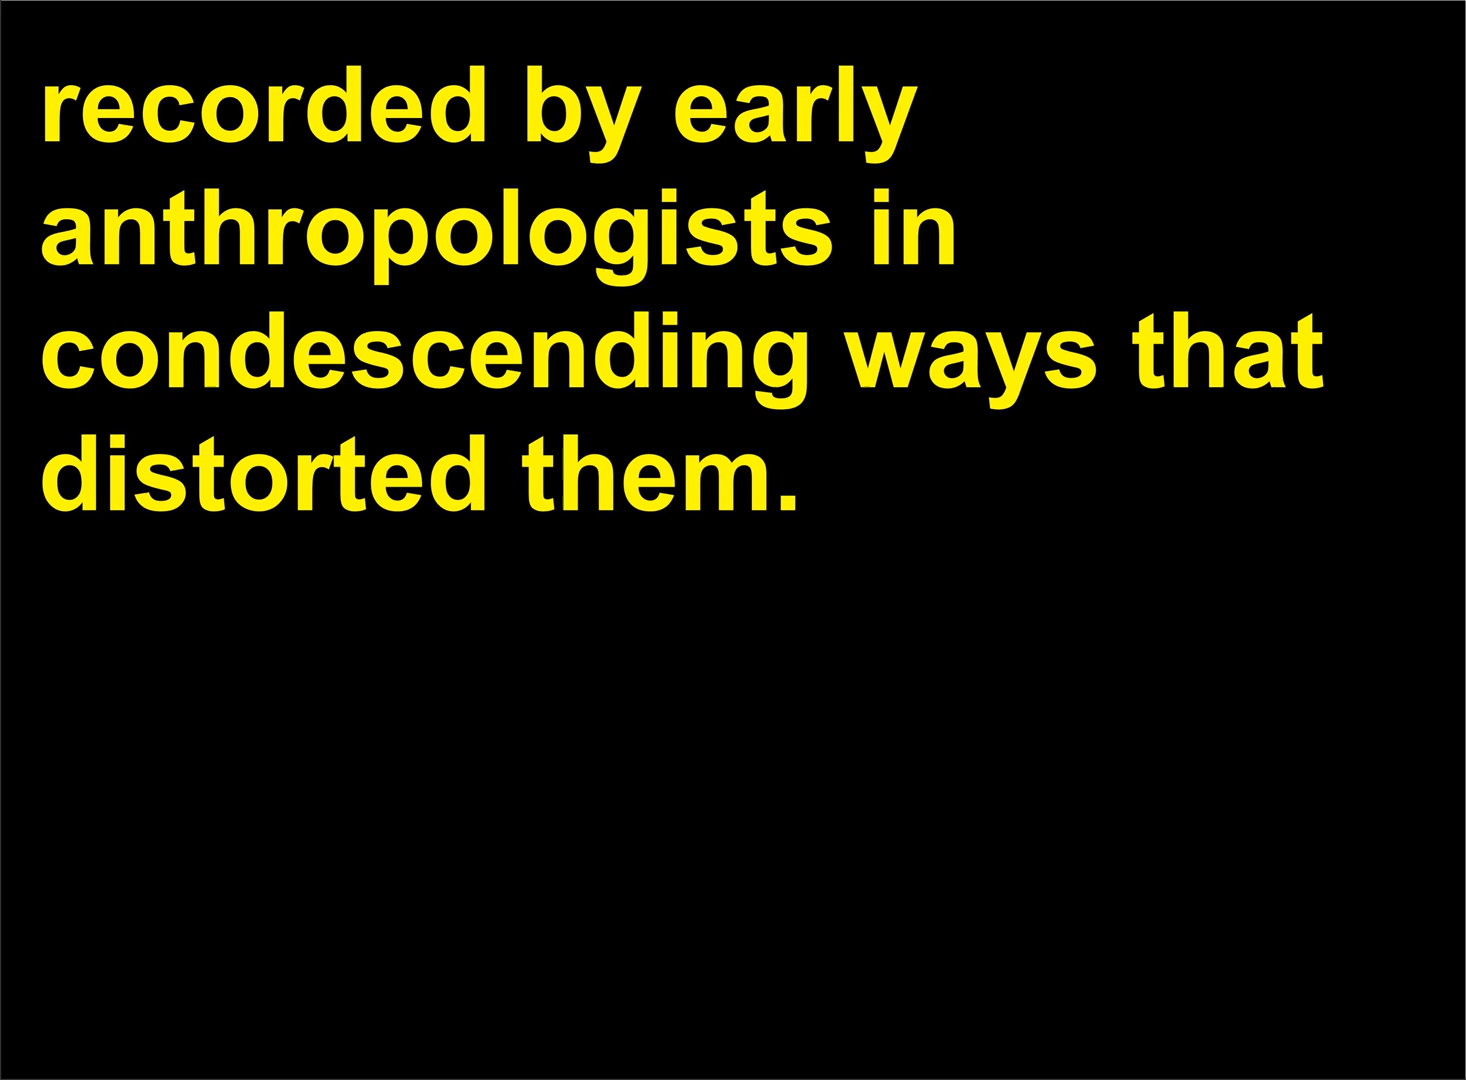 recorded by early
anthropologists in
condescending ways that
distorted them.